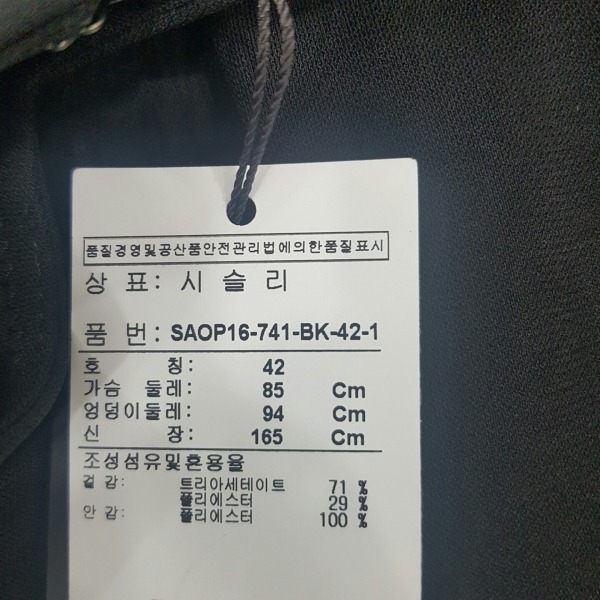 품질경영및공산품안전관리법에의한품질표시
상 표: 시 슬 리
품 번: SAOP16-741-BK-42-1
호 칭: 42
가슴 둘레: 85 Cm
엉덩이둘레: 94 Cm
신 장: 165 Cm
조성섬유및혼용율
겉 감: 트리아세테이트 71 %
폴리에스터 29 %
안 감: 폴리에스터 100 %